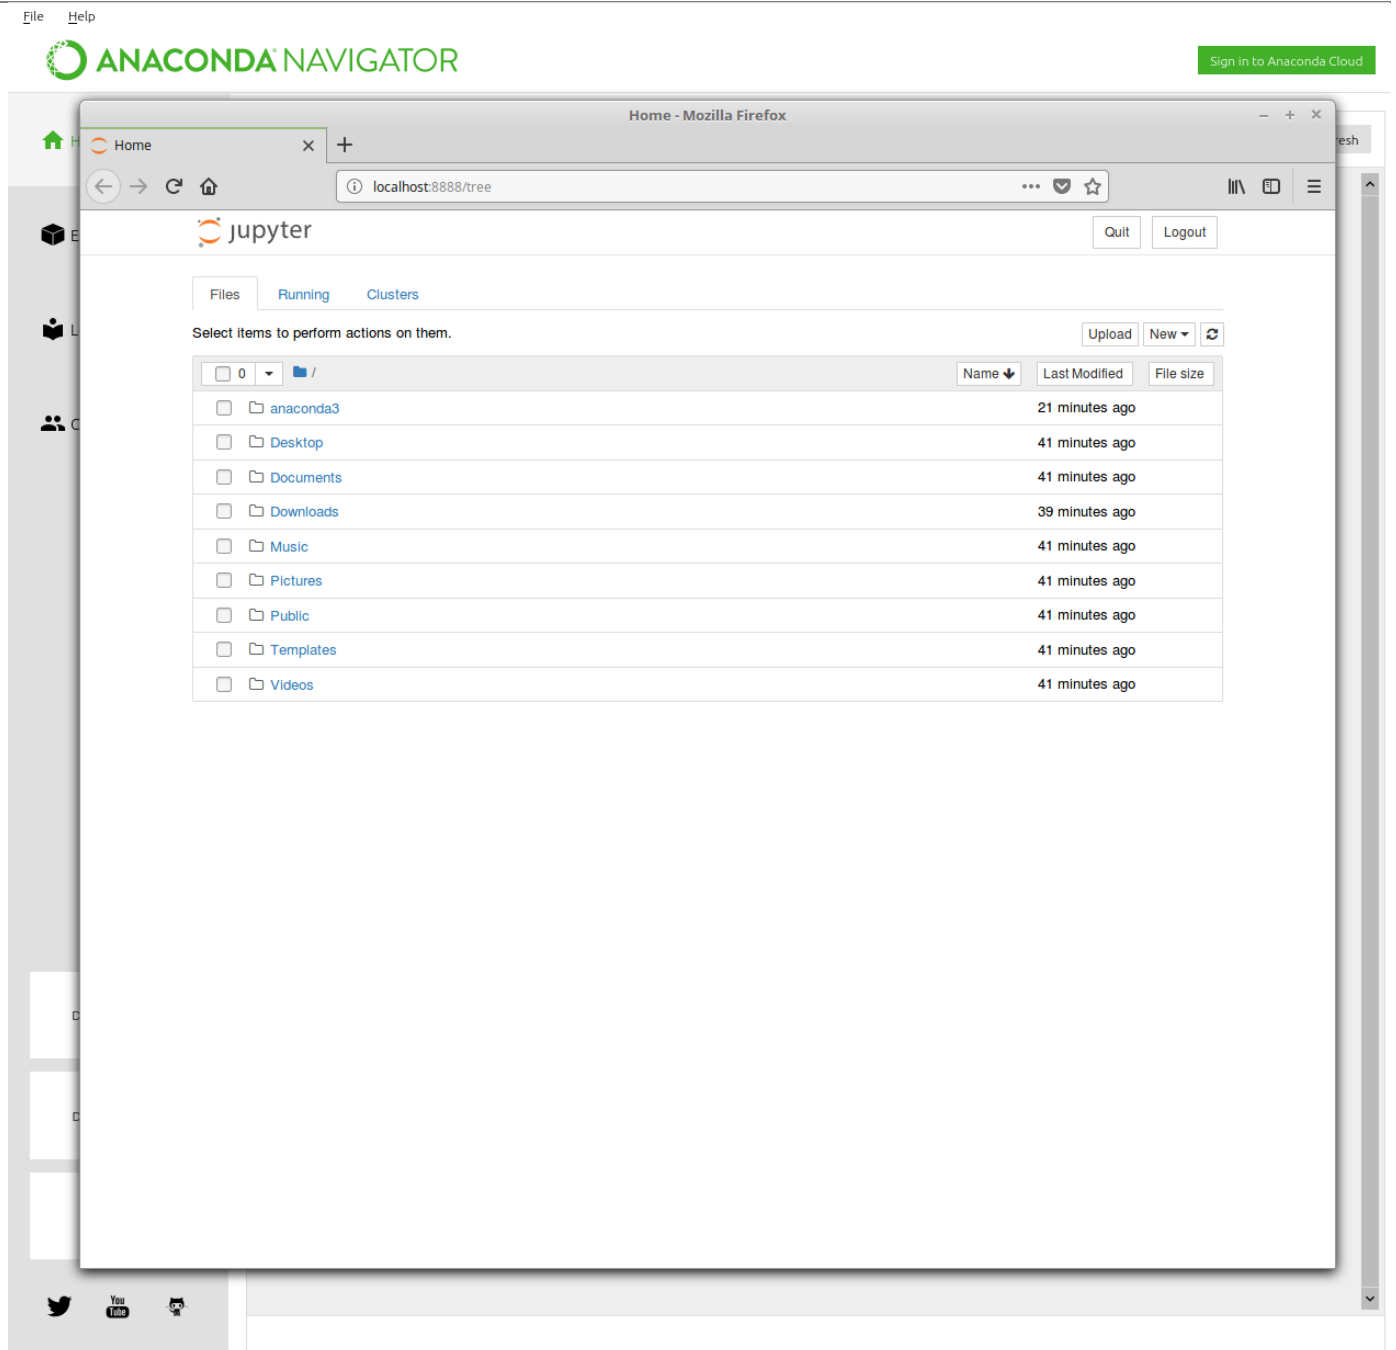 File Help
ANACONDA NAVIGATOR
Sign in to Anaconda Cloud
Home - Mozilla Firefox
Home
localhost:8888/tree
jupyter
Quit Logout
Files Running Clusters
Select items to perform actions on them.
Upload New
0 /
Name Last Modified File size
anaconda3 21 minutes ago
Desktop 41 minutes ago
Documents 41 minutes ago
Downloads 39 minutes ago
Music 41 minutes ago
Pictures 41 minutes ago
Public 41 minutes ago
Templates 41 minutes ago
Videos 41 minutes ago
You
Tube